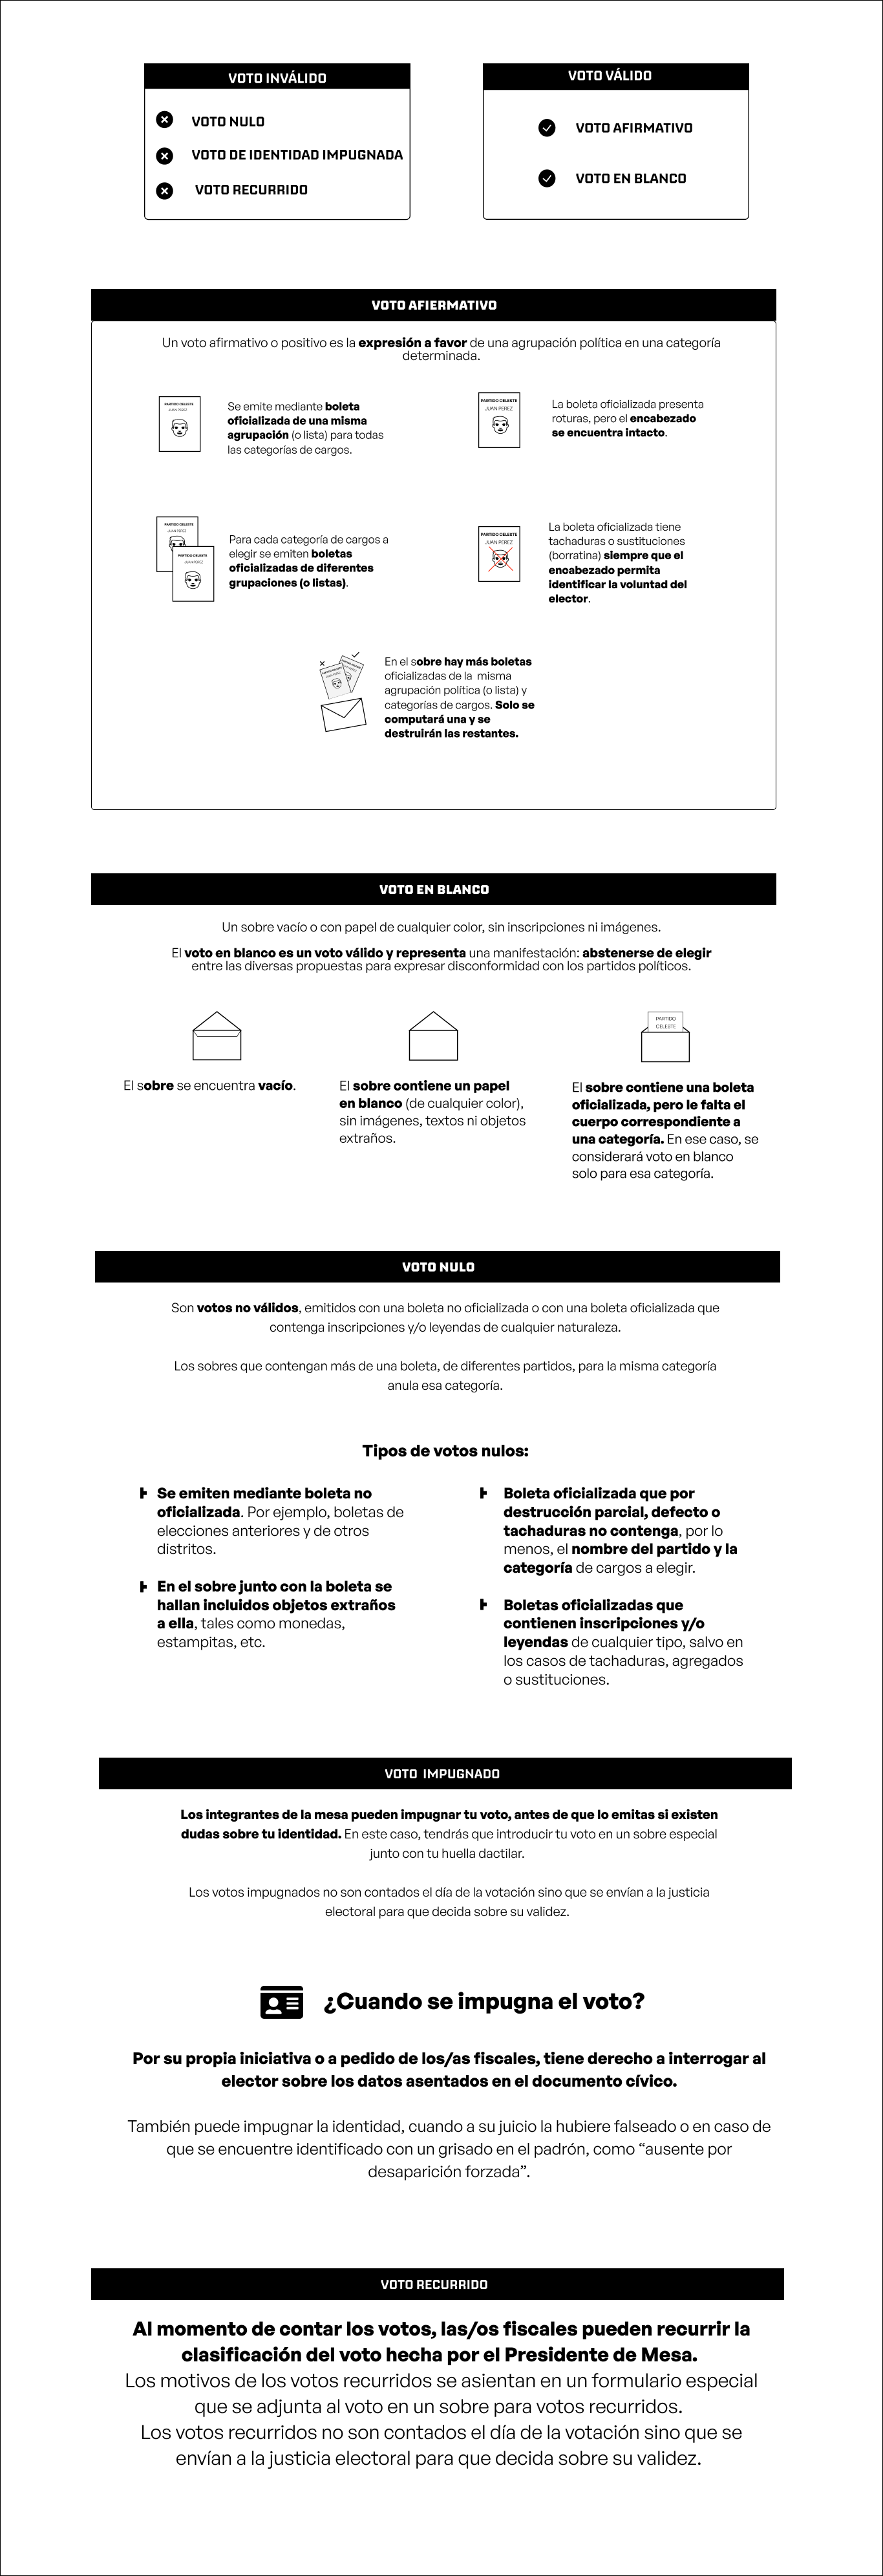 VOTO INVÁLIDO
VOTO NULO
VOTO DE IDENTIDAD IMPUGNADA
VOTO RECURRIDO
VOTO VÁLIDO
VOTO AFIRMATIVO
VOTO EN BLANCO
VOTO AFIERMATIVO
Un voto afirmativo o positivo es la expresión a favor de una agrupación política en una categoría
determinada.
PARTIDO CELESTE
JUAN PEREZ
Se emite mediante boleta
oficializada de una misma
agrupación (o lista) para todas
las categorías de cargos.
PARTIDO CELESTE
JUAN PEREZ
La boleta oficializada presenta
roturas, pero el encabezado
se encuentra intacto.
PARTIDO CELESTE
JUAN PEREZ
PARTIDO CELESTE
JUAN PEREZ
Para cada categoría de cargos a
elegir se emiten boletas
oficializadas de diferentes
grupaciones (o listas).
PARTIDO CELESTE
JUAN PEREZ
La boleta oficializada tiene
tachaduras o sustituciones
(borratina) siempre que el
encabezado permita
identificar la voluntad del
elector.
En el sobre hay más boletas
oficializadas de la misma
agrupación política (o lista) y
categorías de cargos. Solo se
computará una y se
destruirán las restantes.
VOTO EN BLANCO
Un sobre vacío o con papel de cualquier color, sin inscripciones ni imágenes.
El voto en blanco es un voto válido y representa una manifestación: abstenerse de elegir
entre las diversas propuestas para expresar disconformidad con los partidos políticos.
El sobre se encuentra vacío.
El sobre contiene un papel
en blanco (de cualquier color),
sin imágenes, textos ni objetos
extraños.
PARTIDO
CELESTE
El sobre contiene una boleta
oficializada, pero le falta el
cuerpo correspondiente a
una categoría. En ese caso, se
considerará voto en blanco
solo para esa categoría.
VOTO NULO
Son votos no válidos, emitidos con una boleta no oficializada o con una boleta oficializada que
contenga inscripciones y/o leyendas de cualquier naturaleza.
Los sobres que contengan más de una boleta, de diferentes partidos, para la misma categoría
anula esa categoría.
Tipos de votos nulos:
Se emiten mediante boleta no
oficializada. Por ejemplo, boletas de
elecciones anteriores y de otros
distritos.
En el sobre junto con la boleta se
hallan incluidos objetos extraños
a ella, tales como monedas,
estampitas, etc.
Boleta oficializada que por
destrucción parcial, defecto o
tachaduras no contenga, por lo
menos, el nombre del partido y la
categoría de cargos a elegir.
Boletas oficializadas que
contienen inscripciones y/o
leyendas de cualquier tipo, salvo en
los casos de tachaduras, agregados
o sustituciones.
VOTO IMPUGNADO
Los integrantes de la mesa pueden impugnar tu voto, antes de que lo emitas si existen
dudas sobre tu identidad. En este caso, tendrás que introducir tu voto en un sobre especial
junto con tu huella dactilar.
Los votos impugnados no son contados el día de la votación sino que se envían a la justicia
electoral para que decida sobre su validez.
¿Cuando se impugna el voto?
Por su propia iniciativa o a pedido de los/as fiscales, tiene derecho a interrogar al
elector sobre los datos asentados en el documento cívico.
También puede impugnar la identidad, cuando a su juicio la hubiere falseado o en caso de
que se encuentre identificado con un grisado en el padrón, como “ausente por
desaparición forzada”.
VOTO RECURRIDO
Al momento de contar los votos, las/os fiscales pueden recurrir la
clasificación del voto hecha por el Presidente de Mesa.
Los motivos de los votos recurridos se asientan en un formulario especial
que se adjunta al voto en un sobre para votos recurridos.
Los votos recurridos no son contados el día de la votación sino que se
envían a la justicia electoral para que decida sobre su validez.